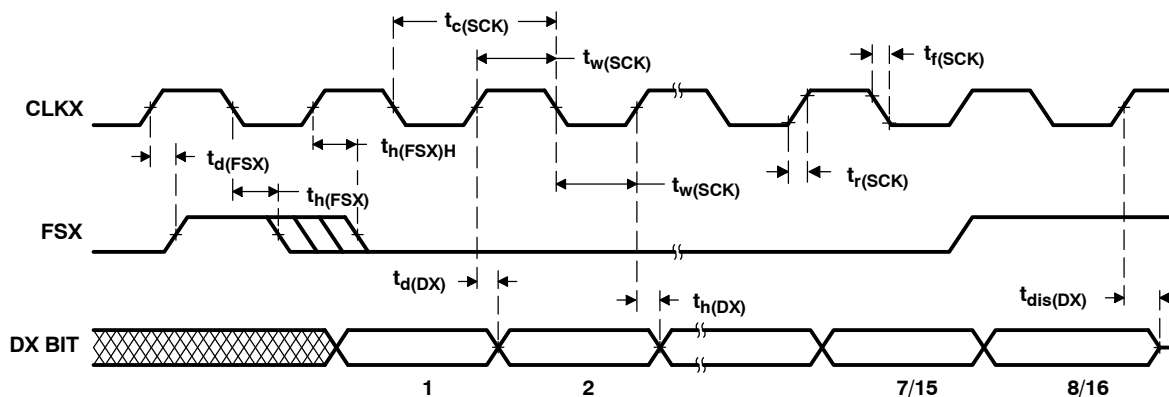 tc(SCK)
tw(SCK)
tf(SCK)
CLKX
td(FSX)
th(FSX)H
th(FSX)
tw(SCK)
tr(SCK)
FSX
td(DX)
th(DX)
tdis(DX)
DX BIT
1 2 7/15 8/16